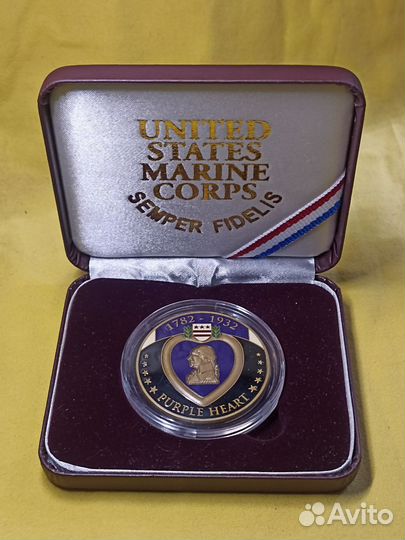 UNITED
STATES
MARINE
CORPS
SEMPER FIDELIS
1782 - 1932
PURPLE HEART
Avito